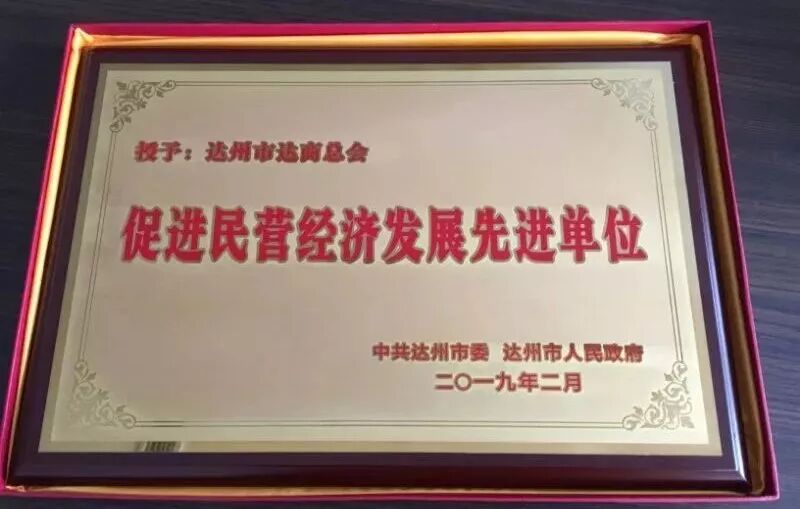 授予：达州市达商总会
促进民营经济发展先进单位
中共达州市委 达州市人民政府
二〇一九年二月